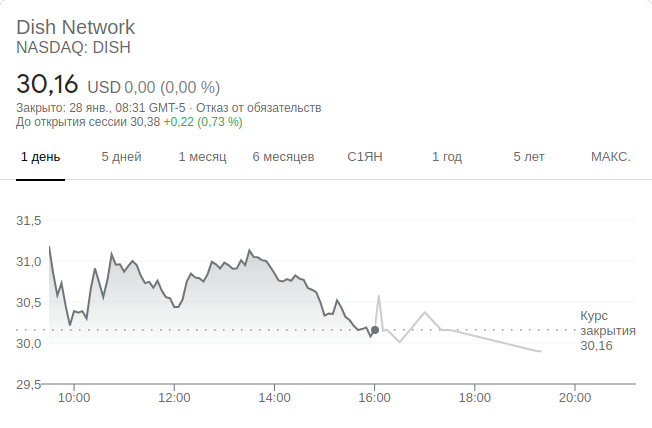 Dish Network
NASDAQ: DISH
30,16 USD 0,00 (0,00 %)
Закрыто: 28 янв., 08:31 GMT-5 · Отказ от обязательств
До открытия сессии 30,38 +0,22 (0,73 %)
1 день 5 дней 1 месяц 6 месяцев С1ЯН 1 год 5 лет МАКС.
31,5
31,0
30,5
Курс
закрытия
30,0
30,16
29,5
10:00 12:00 14:00 16:00 18:00 20:00